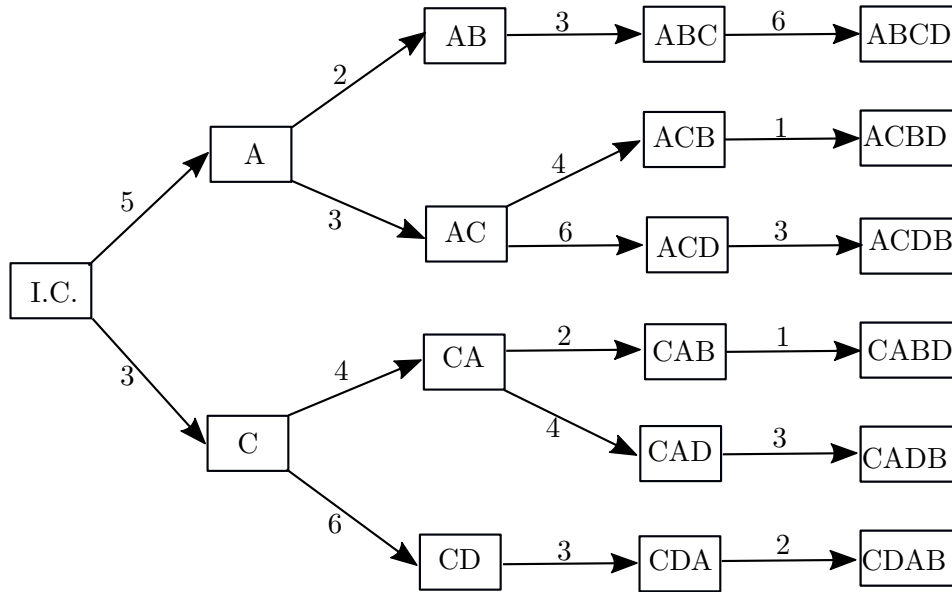 AB 3 ABC 6 ABCD
2
A
ACB 1 ACBD
4
5
3
AC 6 ACD 3 ACDB
I.C.
3
4
CA 2 CAB 1 CABD
4
C
CAD 3 CADB
6
CD 3 CDA 2 CDAB